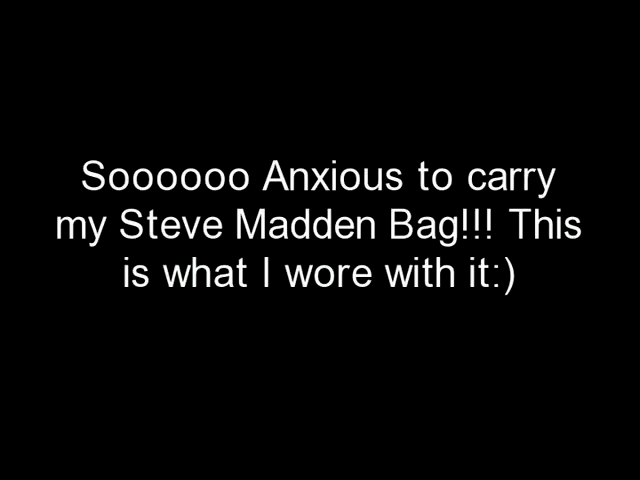 Soooooo Anxious to carry
my Steve Madden Bag!!! This
is what I wore with it:)